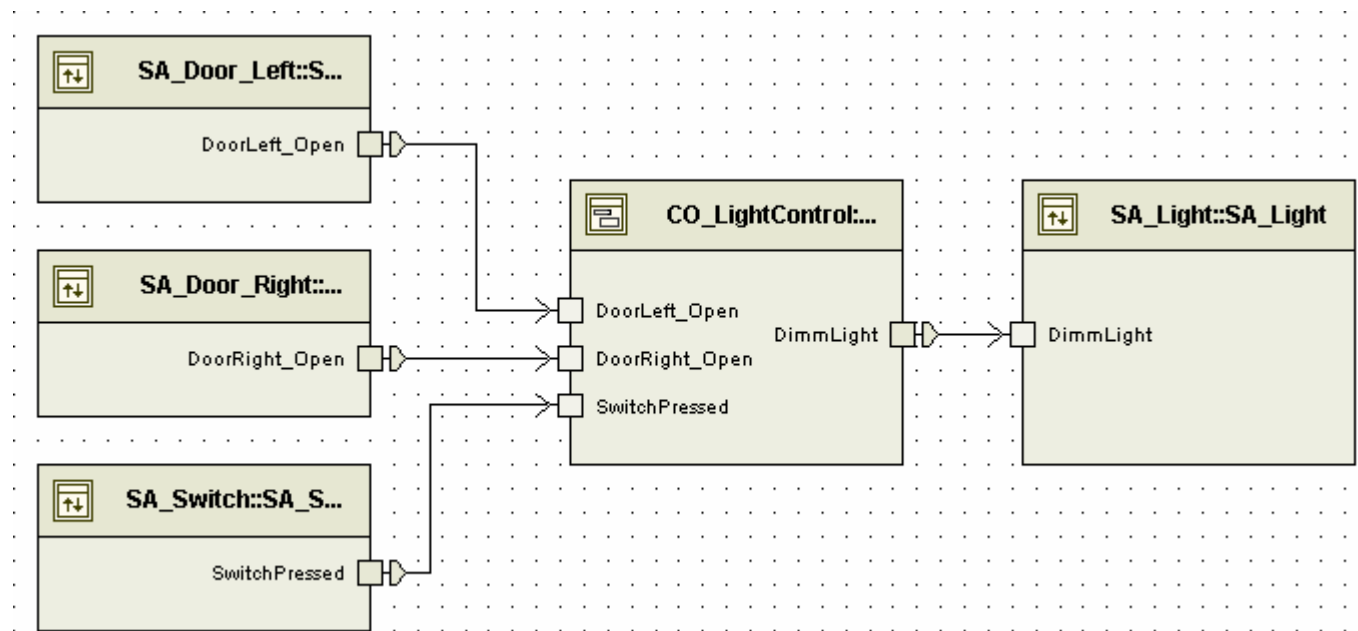 SA_Door_Left::S...
DoorLeft_Open
SA_Door_Right::...
DoorRight_Open
SA_Switch::SA_S...
SwitchPressed
CO_LightControl:...
DoorLeft_Open
DimmLight
DoorRight_Open
SwitchPressed
SA_Light::SA_Light
DimmLight